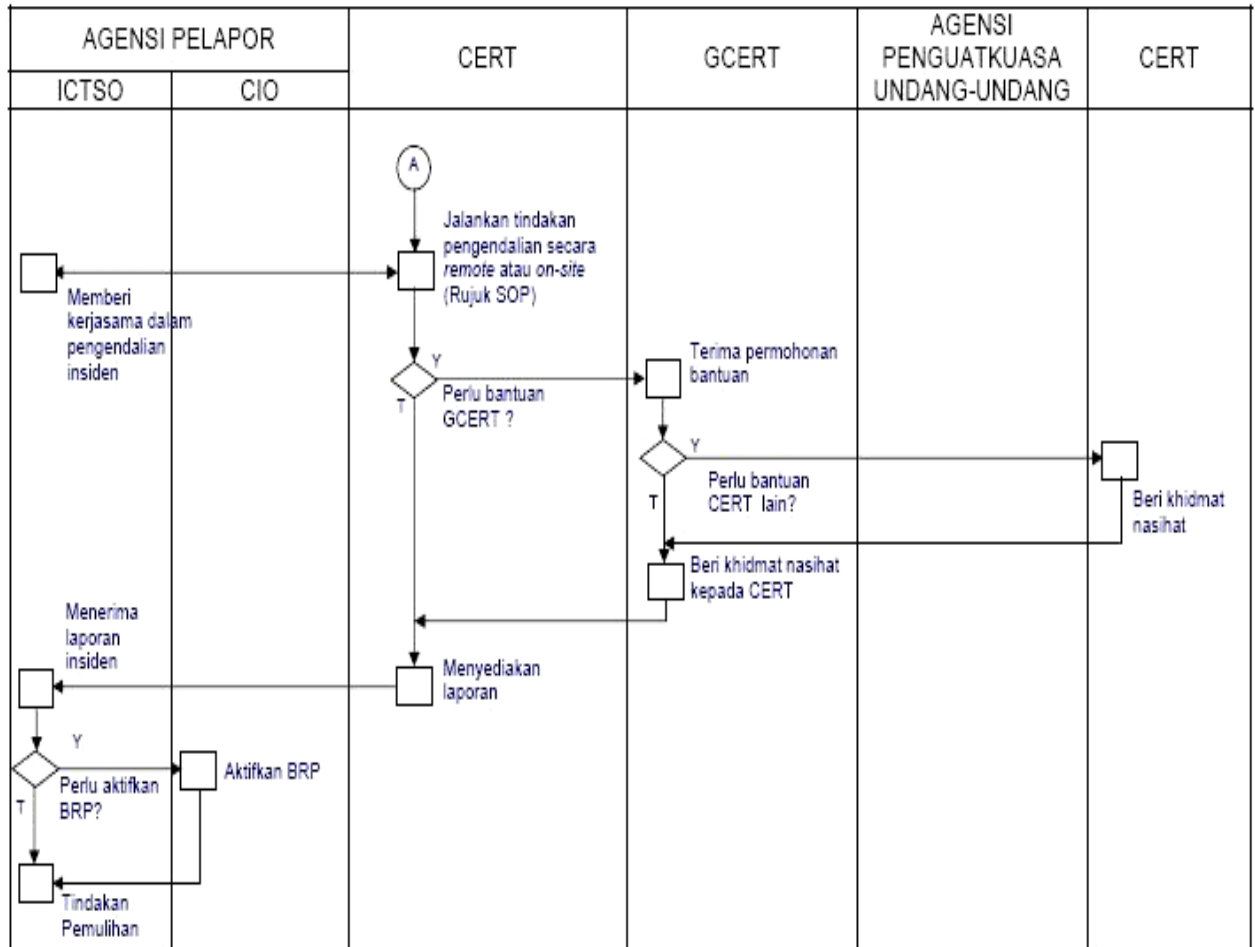 AGENSI PELAPOR
ICTSO
CIO
CERT
GCERT
AGENSI
PENGUATKUASA
UNDANG-UNDANG
CERT
A
Jalankan tindakan
pengendalian secara
remote atau on-site
(Rujuk SOP)
Memberi
kerjasama dalam
pengendalian
insiden
Y
Perlu bantuan
GCERT ?
T
Terima permohonan
bantuan
Y
Perlu bantuan
CERT lain?
T
Beri khidmat
nasihat
Beri khidmat nasihat
kepada CERT
Menerima
laporan
insiden
Menyediakan
laporan
Y
Perlu aktifkan
BRP?
T
Aktifkan BRP
Tindakan
Pemulihan